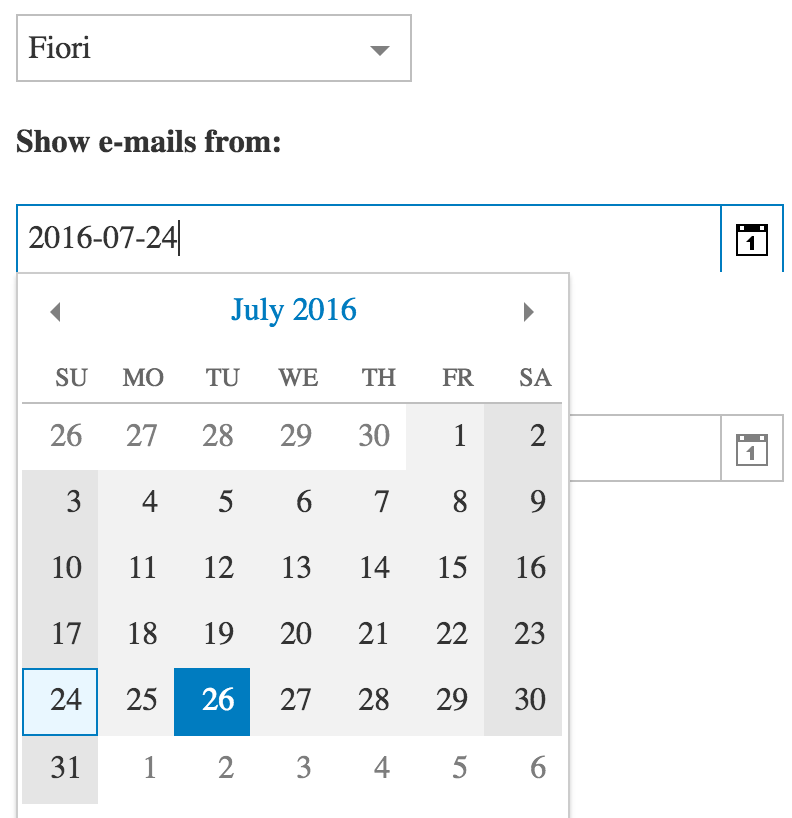 Fiori
Show e-mails from:
2016-07-24
1
July 2016
SU MO TU WE TH FR SA
26 27 28 29 30 1 2
1
3 4 5 6 7 8 9
10 11 12 13 14 15 16
17 18 19 20 21 22 23
24 25 26 27 28 29 30
31 1 2 3 4 5 6